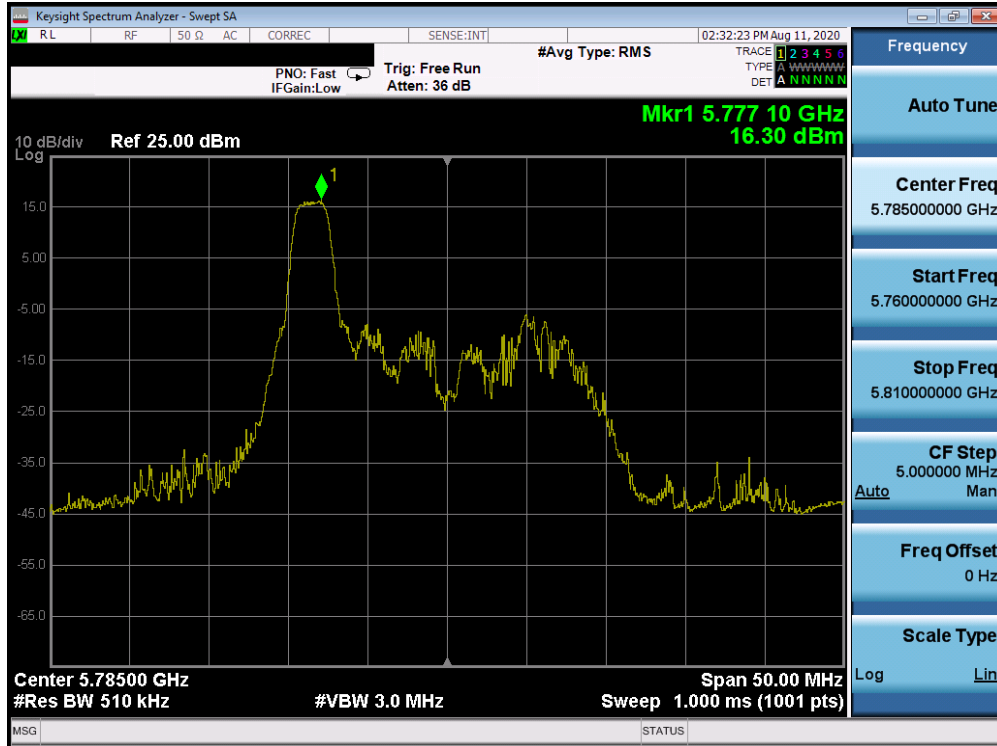 Keysight Spectrum Analyzer - Swept SA
LXI RL RF 50 Ω AC CORREC SENSE:INT 02:32:23 PM Aug 11, 2020
#Avg Type: RMS TRACE 1 2 3 4 5 6
PNO: Fast Trig: Free Run TYPE A WWWWW
IFGain:Low Atten: 36 dB DET A N N N N N
Mkr1 5.777 10 GHz
16.30 dBm
10 dB/div Ref 25.00 dBm
Log
1
15.0
5.00
-5.00
-15.0
-25.0
-35.0
-45.0
-55.0
-65.0
Center 5.78500 GHz Span 50.00 MHz
#Res BW 510 kHz #VBW 3.0 MHz Sweep 1.000 ms (1001 pts)
MSG STATUS
Frequency
Auto Tune
Center Freq
5.785000000 GHz
Start Freq
5.760000000 GHz
Stop Freq
5.810000000 GHz
CF Step
5.000000 MHz
Auto Man
Freq Offset
0 Hz
Scale Type
Log Lin